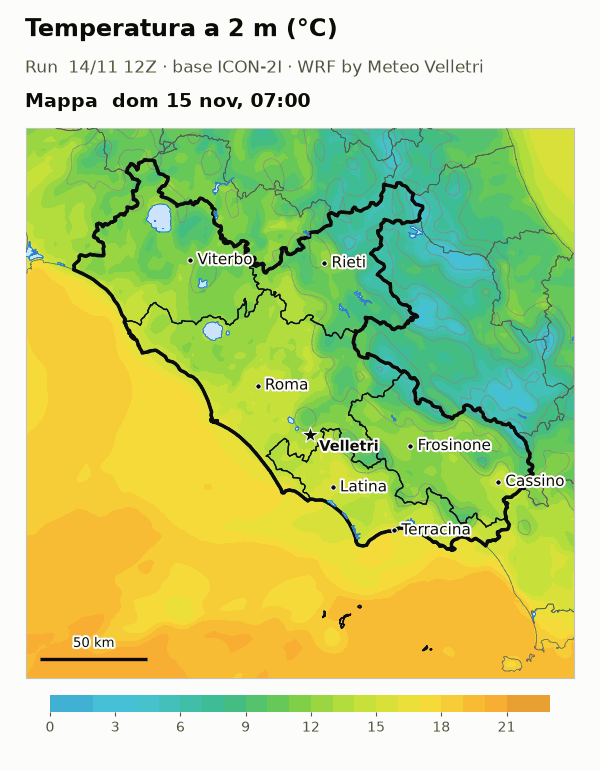 Temperatura a 2 m (°C)
Run  14/11 12Z · base ICON-2I · WRF by Meteo Velletri
Mappa  dom 15 nov, 07:00
Viterbo
Rieti
Roma
Velletri
Frosinone
Latina
Cassino
Terracina
50 km
0 3 6 9 12 15 18 21